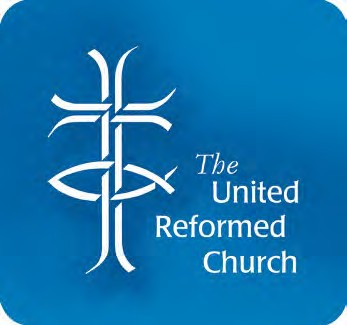 The
United
Reformed
Church